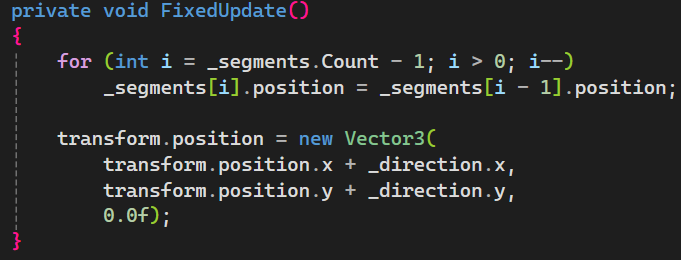 private void FixedUpdate()
{
    for (int i = _segments.Count - 1; i > 0; i--)
        _segments[i].position = _segments[i - 1].position;

    transform.position = new Vector3(
        transform.position.x + _direction.x,
        transform.position.y + _direction.y,
        0.0f);
}